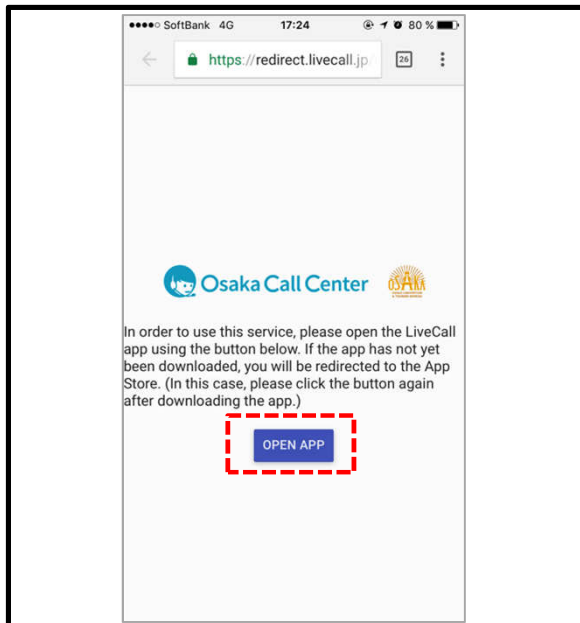 SoftBank 4G 17:24 80 %
https://redirect.livecall.jp 26
Osaka Call Center OSAKA
In order to use this service, please open the LiveCall
app using the button below. If the app has not yet
been downloaded, you will be redirected to the App
Store. (In this case, please click the button again
after downloading the app.)
OPEN APP